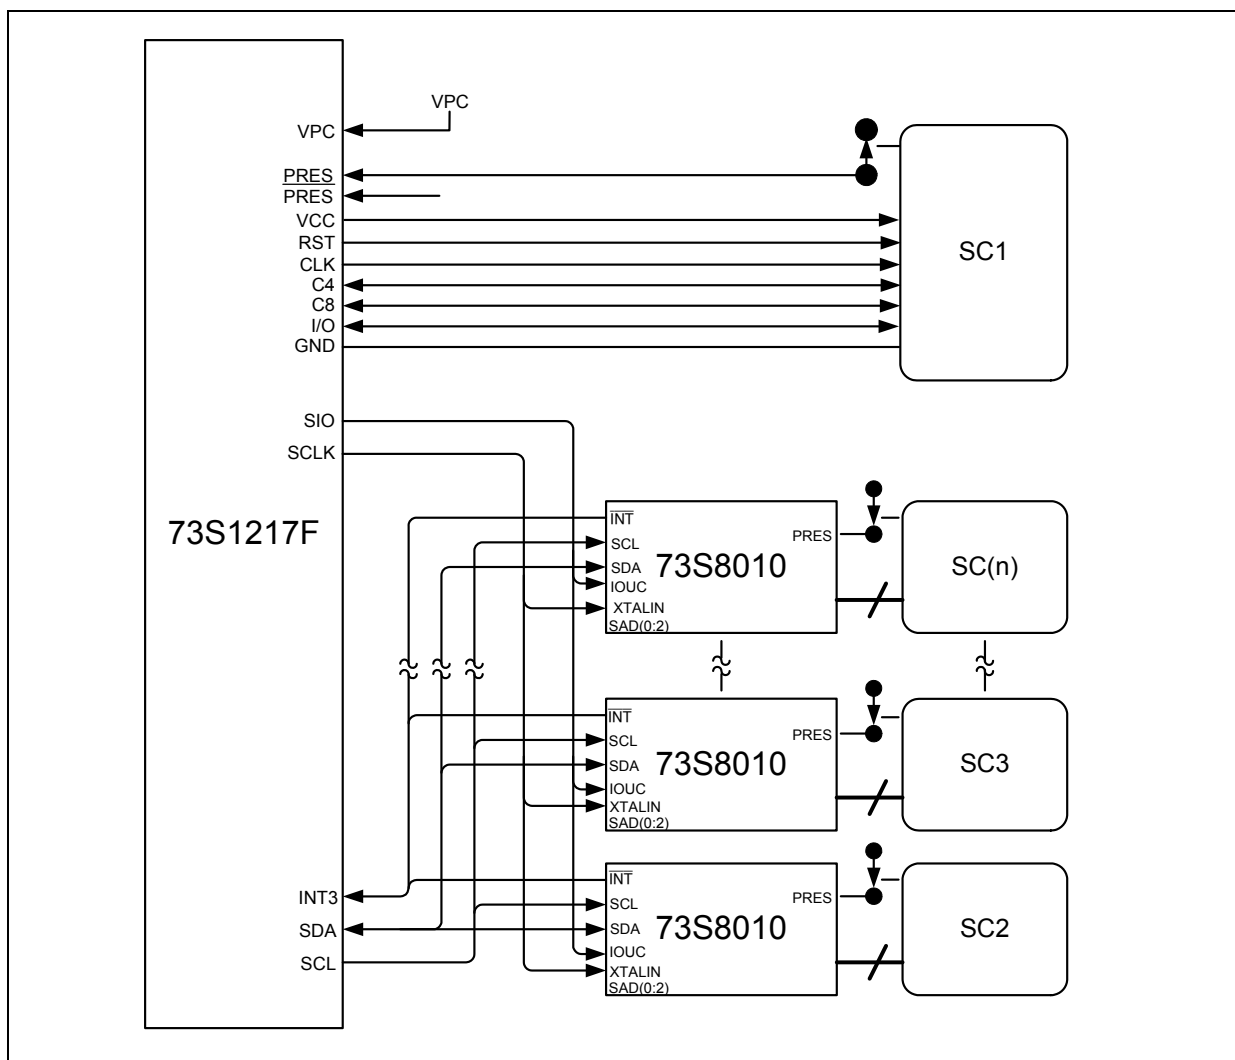 VPC
VPC
PRES
PRES
VCC
RST
CLK
C4
C8
I/O
GND
SC1
SIO
SCLK
73S1217F
INT
SCL
SDA
IOUC
XTALIN
SAD(0:2)
73S8010
PRES
SC(n)
INT
SCL
SDA
IOUC
XTALIN
SAD(0:2)
73S8010
PRES
SC3
INT3
SDA
SCL
INT
SCL
SDA
IOUC
XTALIN
SAD(0:2)
73S8010
PRES
SC2